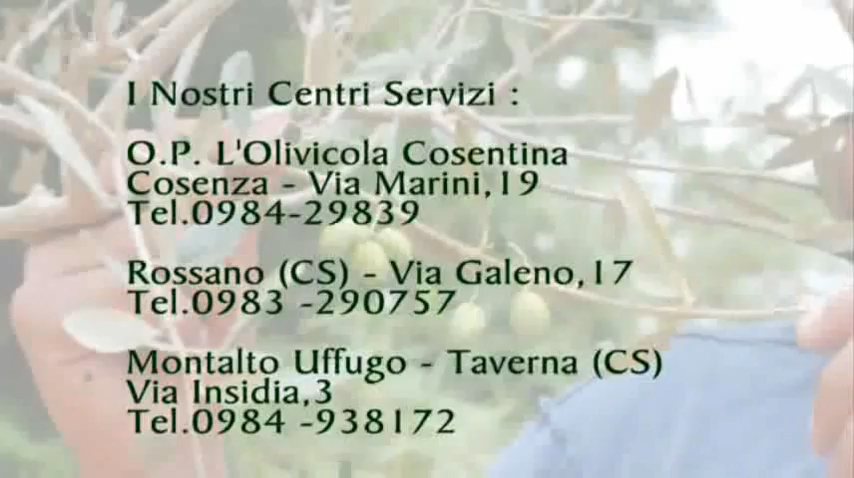 I Nostri Centri Servizi :
O.P. L'Olivicola Cosentina
Cosenza - Via Marini,19
Tel.0984-29839
Rossano (CS) - Via Galeno,17
Tel.0983 -290757
Montalto Uffugo - Taverna (CS)
Via Insidia,3
Tel.0984 -938172